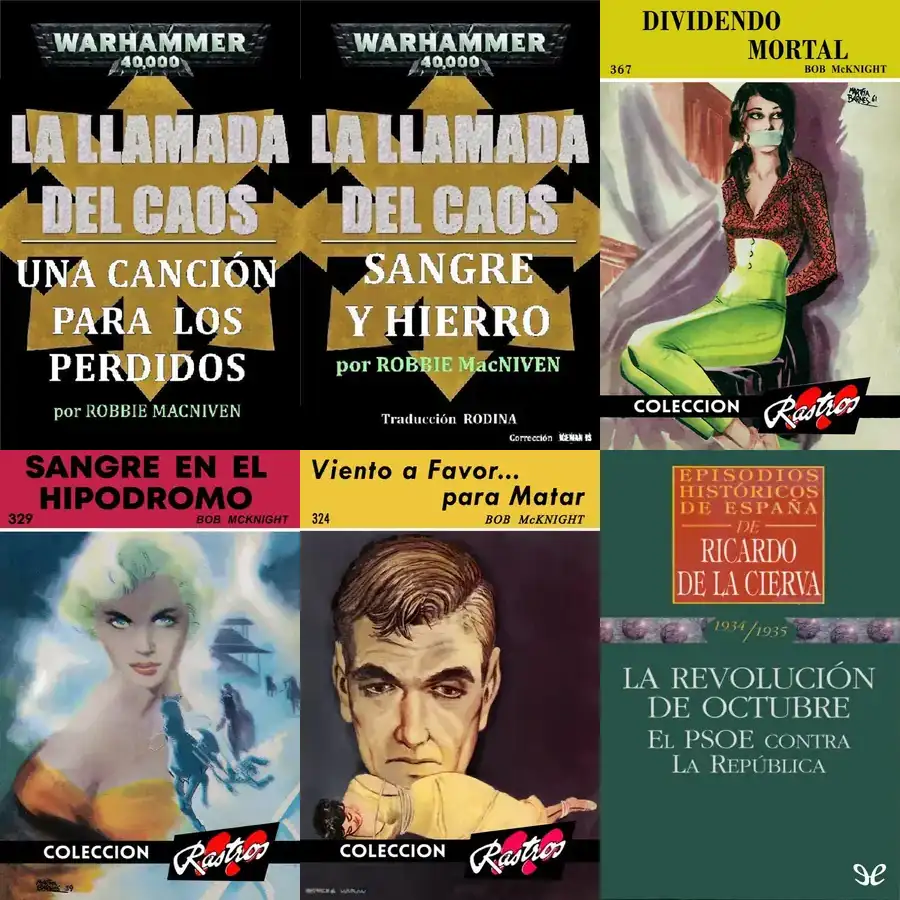 WARHAMMER
40,000
LA LLAMADA
DEL CAOS
UNA CANCIÓN
PARA LOS
PERDIDOS
por ROBBIE MACNIVEN
WARHAMMER
40,000
LA LLAMADA
DEL CAOS
SANGRE
Y HIERRO
por ROBBIE MacNIVEN
Traducción RODINA
Corrección ICEMAN
DIVIDENDO
MORTAL
367
BOB McKNIGHT
COLECCION Rastros
SANGRE EN EL
HIPODROMO
329
BOB McKNIGHT
COLECCION Rastros
Viento a Favor...
para Matar
324
BOB McKNIGHT
COLECCION Rastros
EPISODIOS
HISTÓRICOS
DE ESPAÑA
DE
RICARDO
DE LA CIERVA
1934/1935
LA REVOLUCIÓN
DE OCTUBRE
EL PSOE CONTRA
LA REPÚBLICA